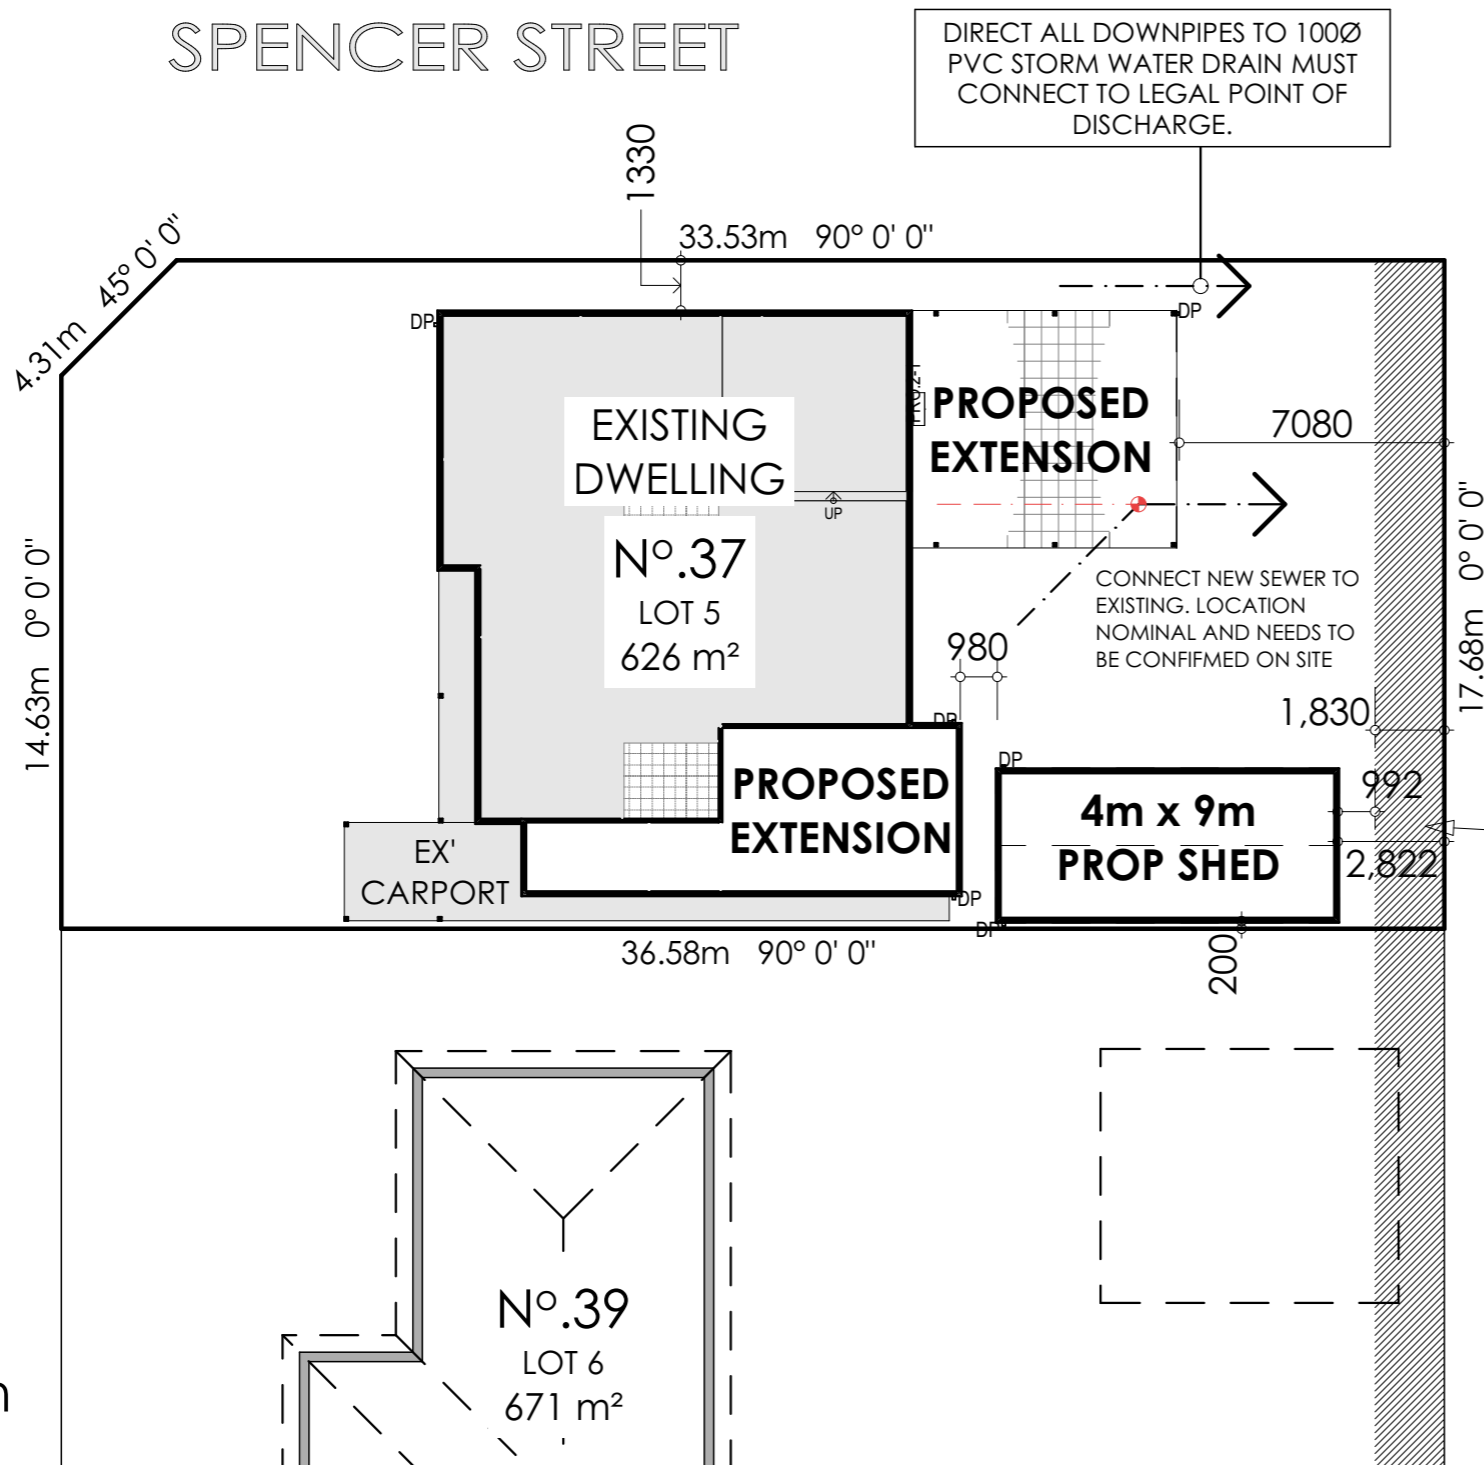 SPENCER STREET
DIRECT ALL DOWNPIPES TO 100Ø
PVC STORM WATER DRAIN MUST
CONNECT TO LEGAL POINT OF
DISCHARGE.
1330
33.53m 90° 0' 0"
4.31m 45° 0' 0"
DP
DP
EXISTING
DWELLING
PROPOSED
EXTENSION
7080
UP
Nº.37
LOT 5
626 m²
CONNECT NEW SEWER TO
EXISTING. LOCATION
NOMINAL AND NEEDS TO
BE CONFIFMED ON SITE
14.63m 0° 0' 0"
17.68m 0° 0' 0"
980
1,830
DP
DP
PROPOSED
EXTENSION
4m x 9m
PROP SHED
992
2,822
EX'
CARPORT
DP
DP
36.58m 90° 0' 0"
200
Nº.39
LOT 6
671 m²